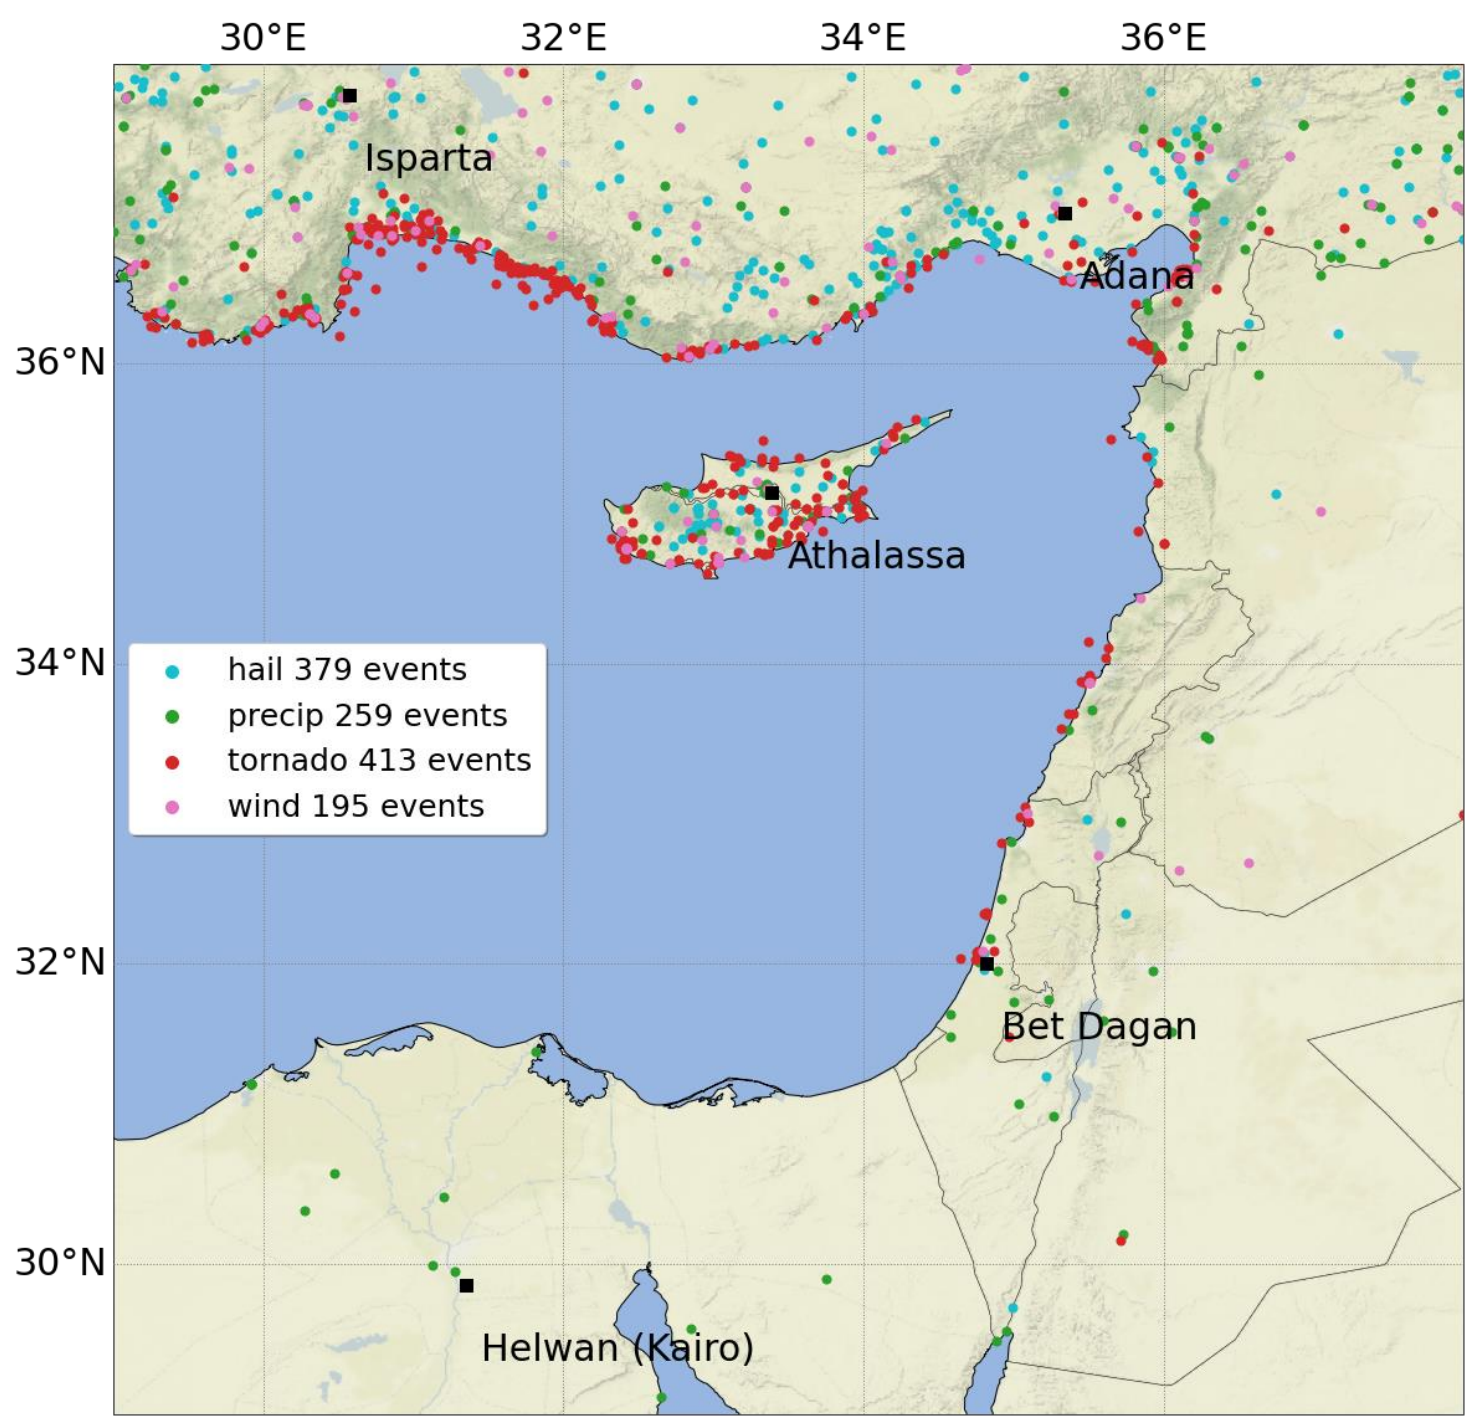 30°E 32°E 34°E 36°E
Isparta
Adana
36°N
Athalassa
34°N
hail 379 events
precip 259 events
tornado 413 events
wind 195 events
32°N
Bet Dagan
30°N
Helwan (Kairo)